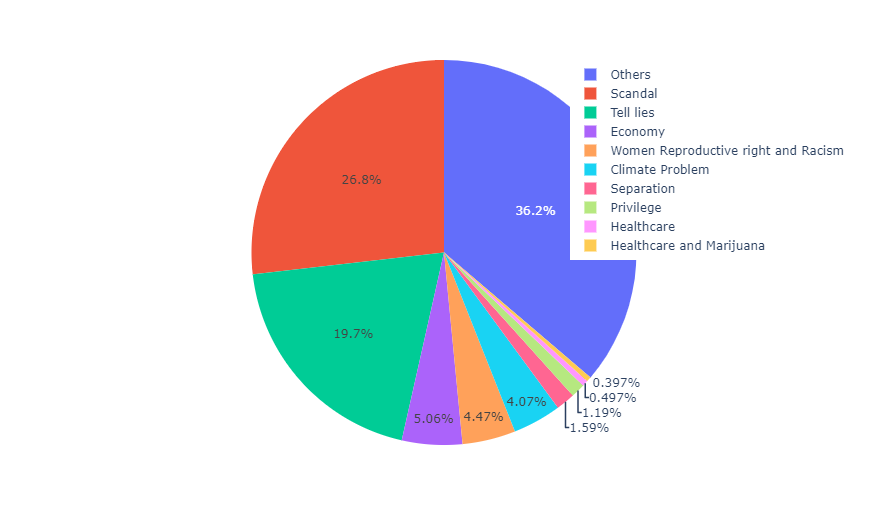 Others
Scandal
Tell lies
Economy
Women Reproductive right and Racism
Climate Problem
Separation
Privilege
Healthcare
Healthcare and Marijuana
26.8%
36.2%
19.7%
5.06%
4.47%
4.07%
0.397%
0.497%
1.19%
1.59%